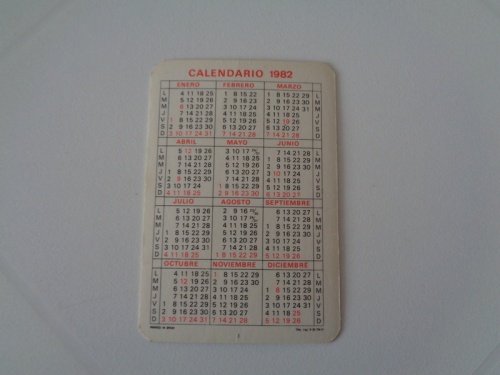 CALENDARIO 1982
ENERO FEBRERO MARZO
L 4 11 18 25 1 8 15 22 1 8 15 22 29 L
M 5 12 19 26 2 9 16 23 2 9 16 23 30 M
M 6 13 20 27 3 10 17 24 3 10 17 24 31 M
J 7 14 21 28 4 11 18 25 4 11 18 25 J
V 1 8 15 22 29 5 12 19 26 5 12 19 26 V
S 2 9 16 23 30 6 13 20 27 6 13 20 27 S
D 3 10 17 24 31 7 14 21 28 7 14 21 28 D
ABRIL MAYO JUNIO
L 5 12 19 26 3 10 17 24/31 7 14 21 28 L
M 6 13 20 27 4 11 18 25 1 8 15 22 29 M
M 7 14 21 28 5 12 19 26 2 9 16 23 30 M
J 1 8 15 22 29 6 13 20 27 3 10 17 24 J
V 2 9 16 23 30 7 14 21 28 4 11 18 25 V
S 3 10 17 24 1 8 15 22 29 5 12 19 26 S
D 4 11 18 25 2 9 16 23 30 6 13 20 27 D
JULIO AGOSTO SEPTIEMBRE
L 5 12 19 26 2 9 16 23/30 6 13 20 27 L
M 6 13 20 27 3 10 17 24/31 7 14 21 28 M
M 7 14 21 28 4 11 18 25 1 8 15 22 29 M
J 1 8 15 22 29 5 12 19 26 2 9 16 23 30 J
V 2 9 16 23 30 6 13 20 27 3 10 17 24 V
S 3 10 17 24 31 7 14 21 28 4 11 18 25 S
D 4 11 18 25 1 8 15 22 29 5 12 19 26 D
OCTUBRE NOVIEMBRE DICIEMBRE
L 4 11 18 25 1 8 15 22 29 6 13 20 27 L
M 5 12 19 26 2 9 16 23 30 7 14 21 28 M
M 6 13 20 27 3 10 17 24 1 8 15 22 29 M
J 7 14 21 28 4 11 18 25 2 9 16 23 30 J
V 1 8 15 22 29 5 12 19 26 3 10 17 24 31 V
S 2 9 16 23 30 6 13 20 27 4 11 18 25 S
D 3 10 17 24 31 7 14 21 28 5 12 19 26 D